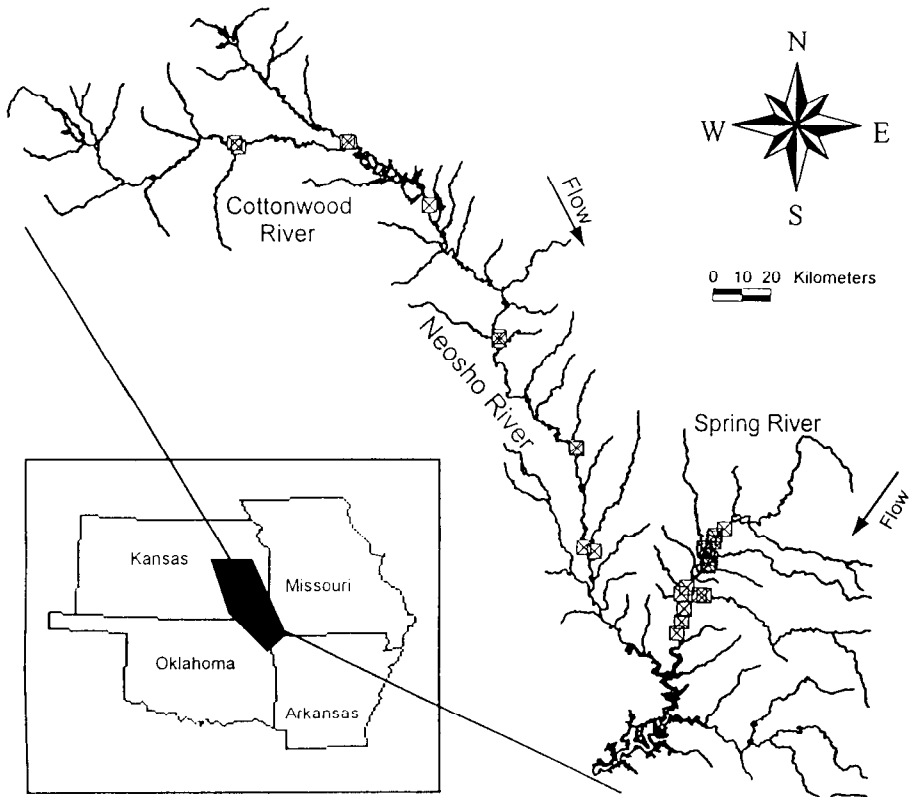 N
W
E
S
Flow
Cottonwood
River
0 10 20 Kilometers
Neosho River
Spring River
Flow
Kansas
Missouri
Oklahoma
Arkansas